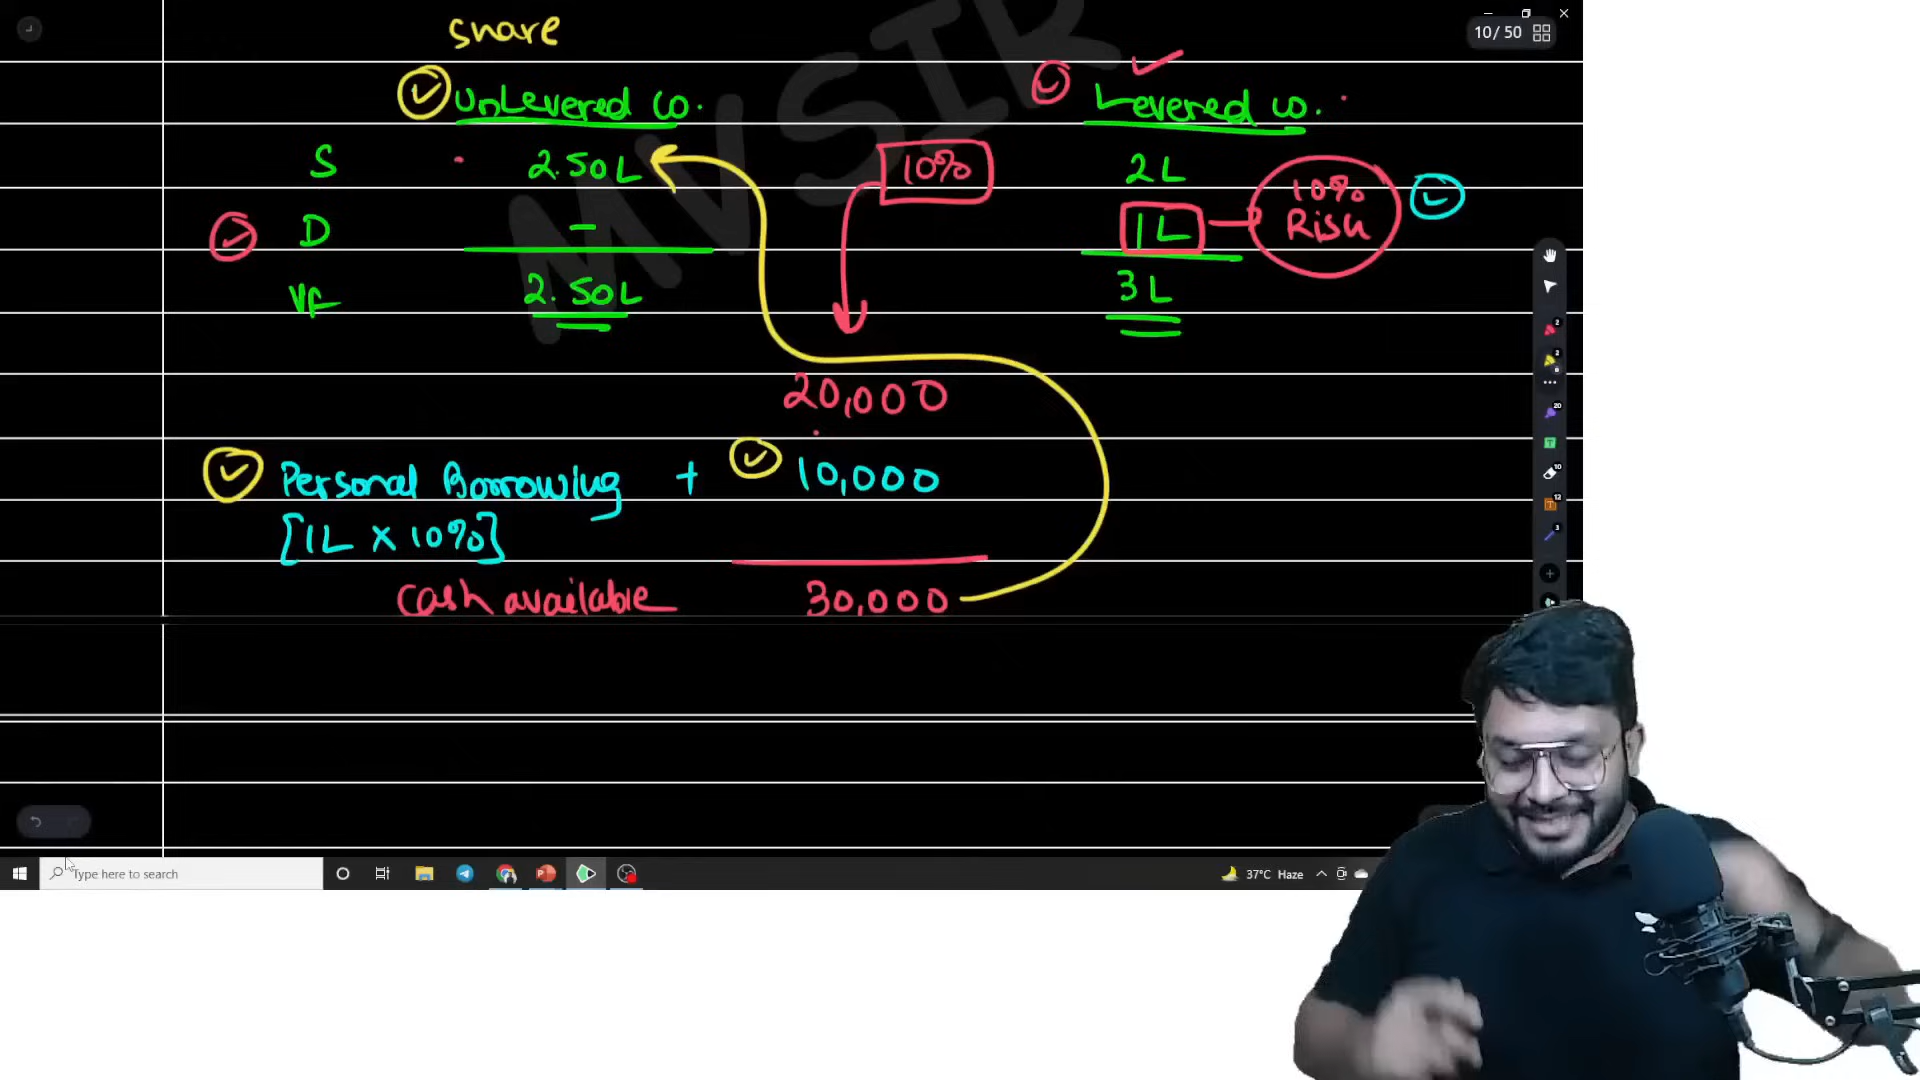 share
10/50
Unlevered Co.
Levered Co.
S 2.50L 10% 2L
10% Risk
D - 1L
VF 2.50L 3L
20,000
Personal Borrowing + 10,000
[1L X 10%]
Cash available 30,000
MVSIR
Type here to search
37°C Haze